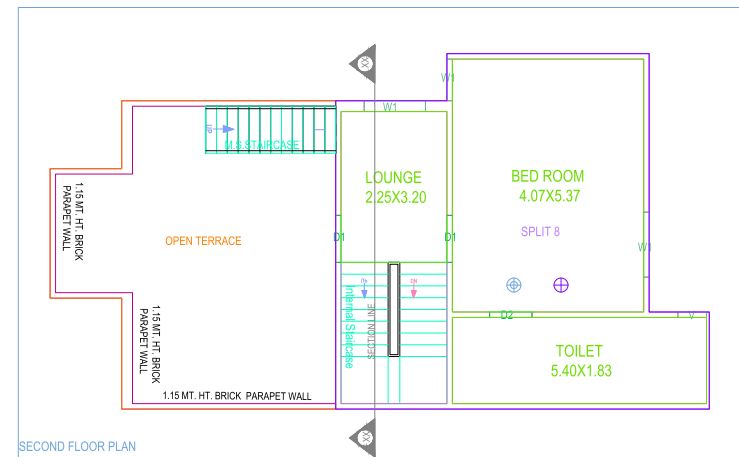 XX
W1
W1
UP
M.S.STAIRCASE
LOUNGE
2.25X3.20
BED ROOM
4.07X5.37
1.15 MT. HT. BRICK
PARAPET WALL
OPEN TERRACE
D1
D1
SPLIT 8
W1
Internal Staircase
SECTION LINE
1.15 MT. HT. BRICK
PARAPET WALL
D2
V
TOILET
5.40X1.83
1.15 MT. HT. BRICK PARAPET WALL
XX
SECOND FLOOR PLAN